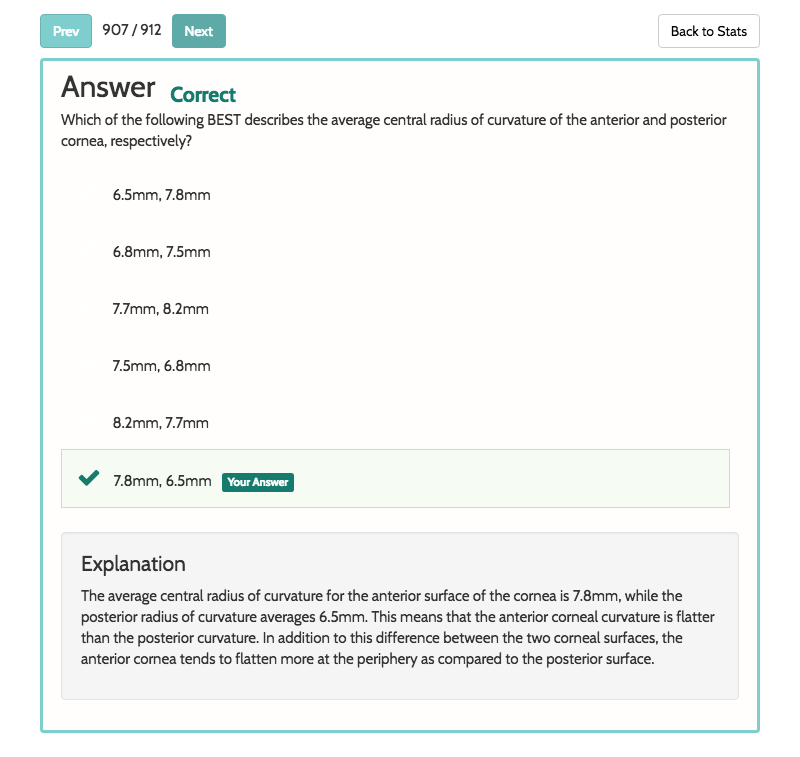 Prev 907 / 912 Next Back to Stats
Answer Correct
Which of the following BEST describes the average central radius of curvature of the anterior and posterior
cornea, respectively?
6.5mm, 7.8mm
6.8mm, 7.5mm
7.7mm, 8.2mm
7.5mm, 6.8mm
8.2mm, 7.7mm
7.8mm, 6.5mm Your Answer
Explanation
The average central radius of curvature for the anterior surface of the cornea is 7.8mm, while the
posterior radius of curvature averages 6.5mm. This means that the anterior corneal curvature is flatter
than the posterior curvature. In addition to this difference between the two corneal surfaces, the
anterior cornea tends to flatten more at the periphery as compared to the posterior surface.